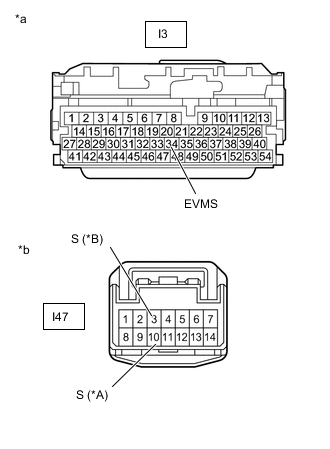 *a
I3
1 2 3 4 5 6 7 8 9 10 11 12 13
14 15 16 17 18 19 20 21 22 23 24 25 26
27 28 29 30 31 32 33 34 35 36 37 38 39 40
41 42 43 44 45 46 47 48 49 50 51 52 53 54
EVMS
*b
S (*B)
I47
1 2 3 4 5 6 7
8 9 10 11 12 13 14
S (*A)